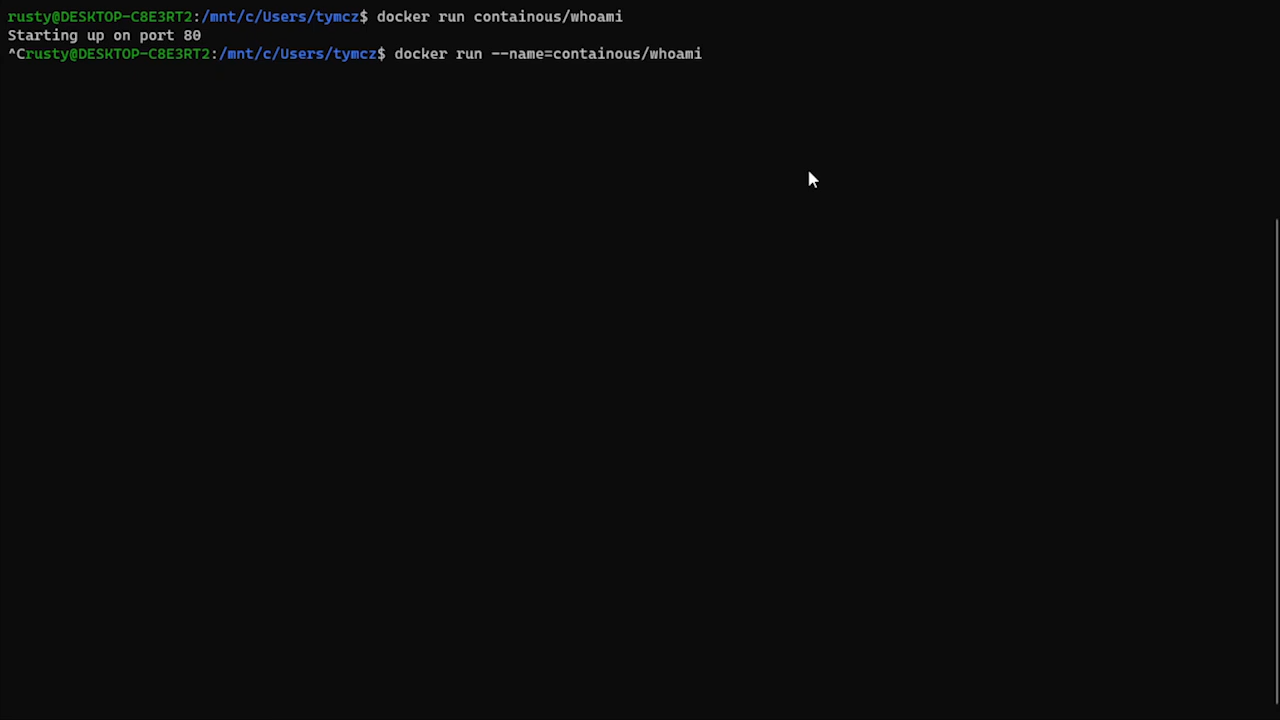 rusty@DESKTOP-C8E3RT2:/mnt/c/Users/tymcz$ docker run containous/whoami
Starting up on port 80
^Crusty@DESKTOP-C8E3RT2:/mnt/c/Users/tymcz$ docker run --name=containous/whoami